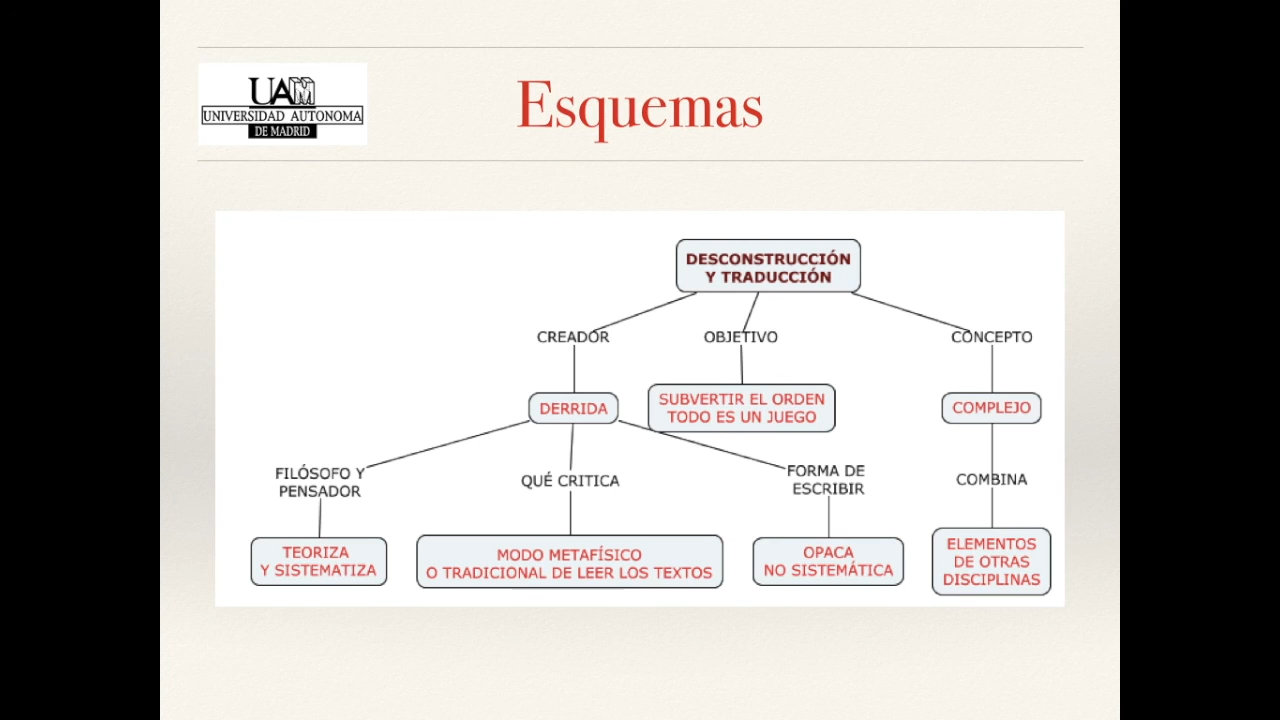 UAM
UNIVERSIDAD AUTONOMA
DE MADRID
Esquemas
DESCONSTRUCCIÓN
Y TRADUCCIÓN
CREADOR
OBJETIVO
CONCEPTO
DERRIDA
SUBVERTIR EL ORDEN
TODO ES UN JUEGO
COMPLEJO
FILÓSOFO Y
PENSADOR
QUÉ CRITICA
FORMA DE
ESCRIBIR
COMBINA
TEORIZA
Y SISTEMATIZA
MODO METAFÍSICO
O TRADICIONAL DE LEER LOS TEXTOS
OPACA
NO SISTEMÁTICA
ELEMENTOS
DE OTRAS
DISCIPLINAS